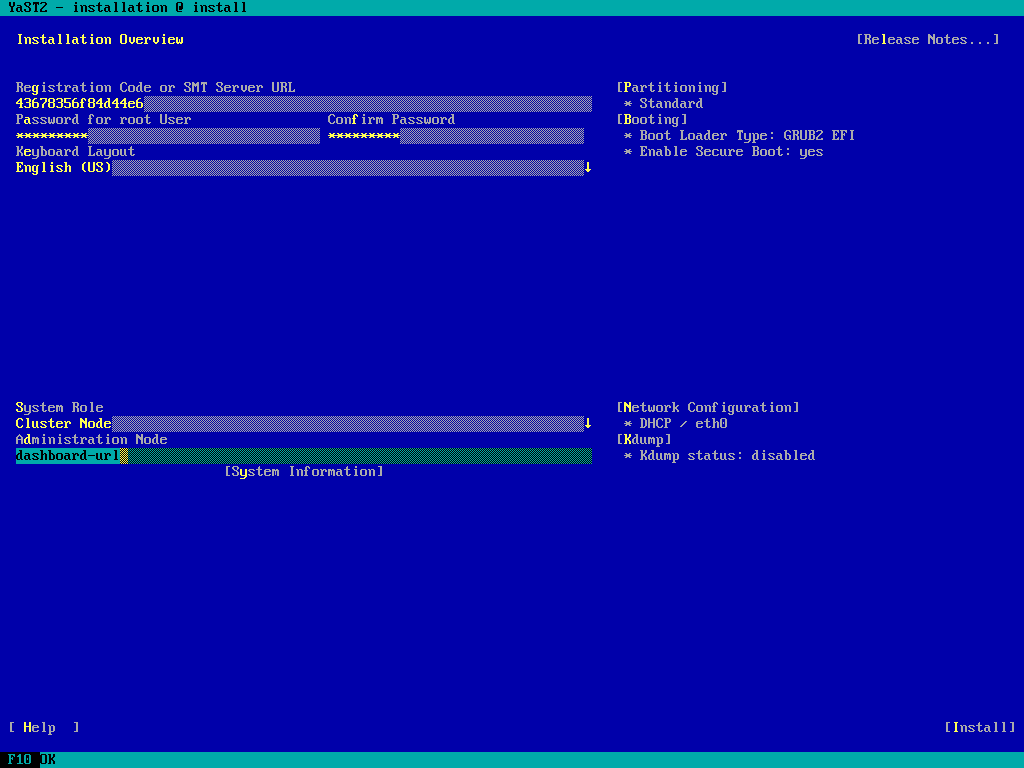 YaST2 - installation @ install
Installation Overview [Release Notes...]
Registration Code or SMT Server URL [Partitioning]
43678356f84d44e6 * Standard
Password for root User Confirm Password [Booting]
********* ********* * Boot Loader Type: GRUB2 EFI
Keyboard Layout * Enable Secure Boot: yes
English (US)↓
System Role [Network Configuration]
Cluster Node↓ * DHCP / eth0
Administration Node [Kdump]
dashboard-url * Kdump status: disabled
[System Information]
[ Help ] [Install]
F10 OK